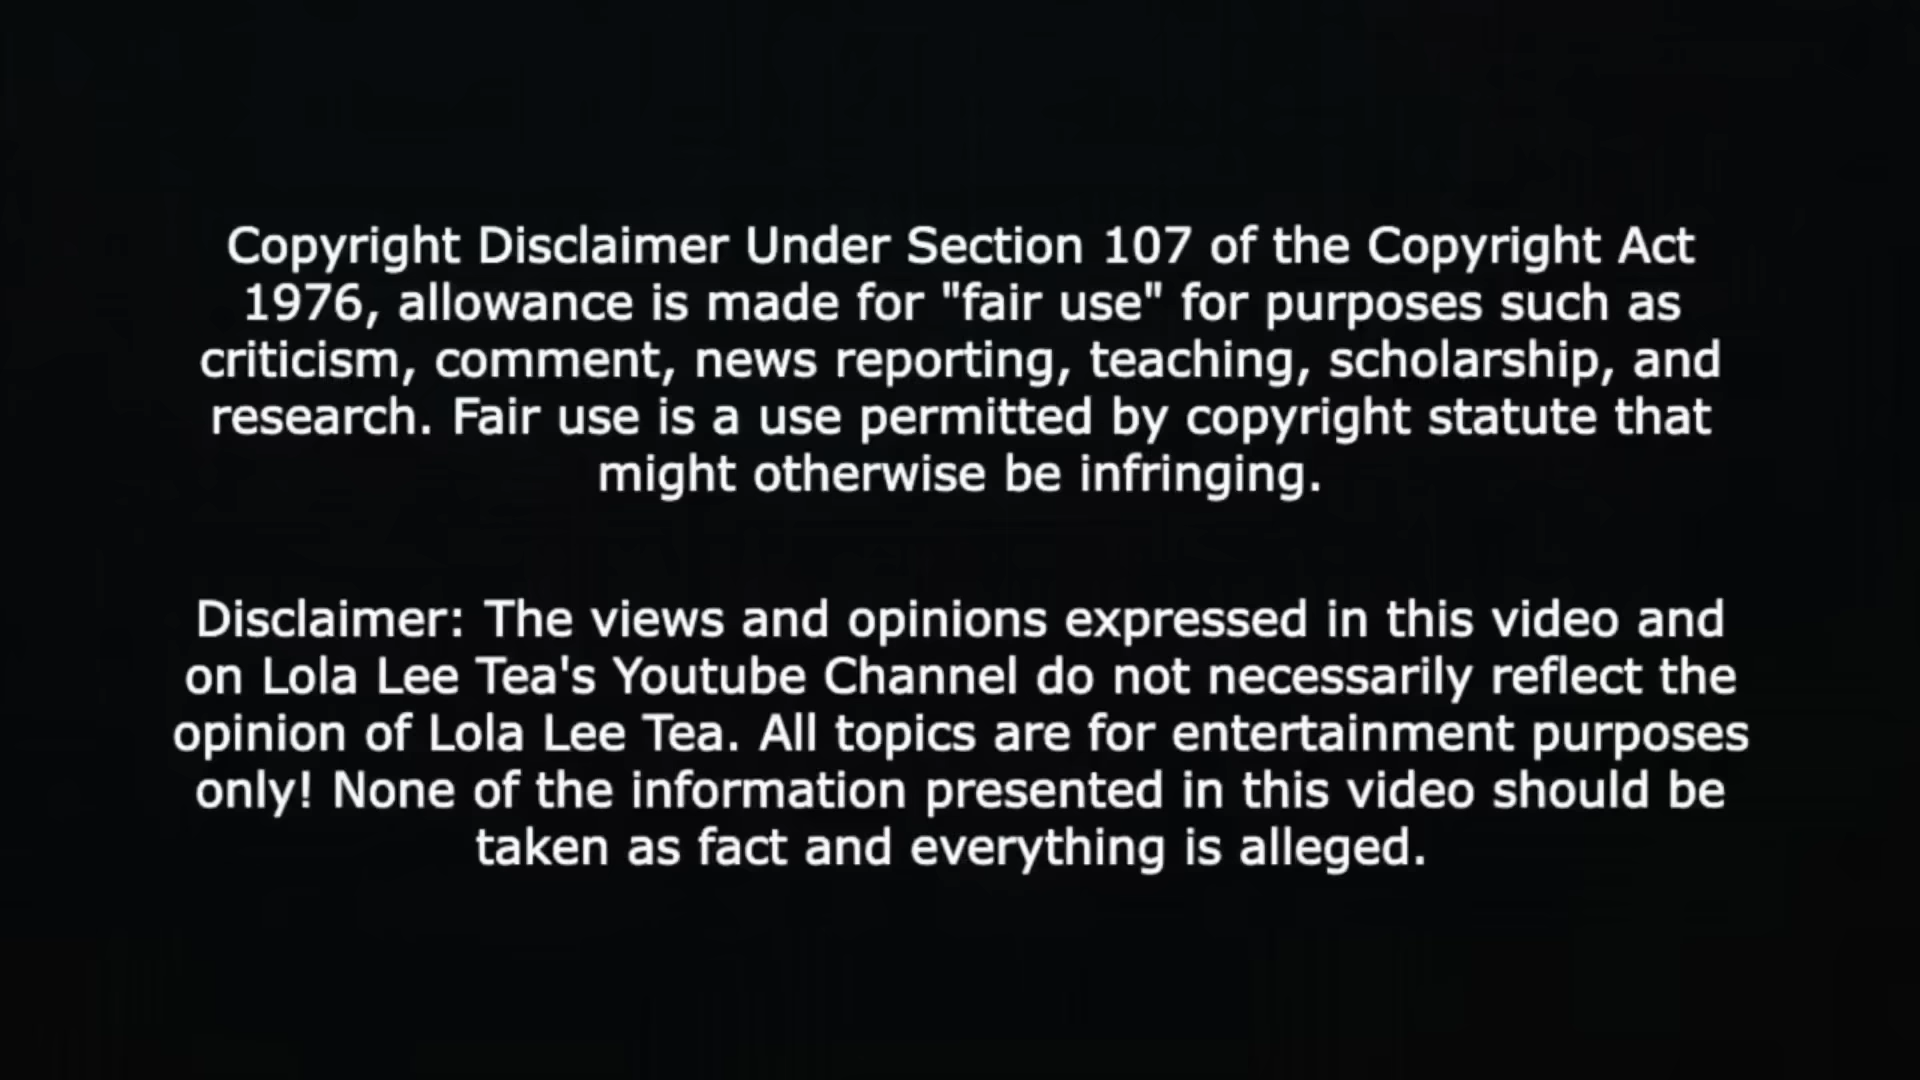 Copyright Disclaimer Under Section 107 of the Copyright Act
1976, allowance is made for "fair use" for purposes such as
criticism, comment, news reporting, teaching, scholarship, and
research. Fair use is a use permitted by copyright statute that
might otherwise be infringing.
Disclaimer: The views and opinions expressed in this video and
on Lola Lee Tea's Youtube Channel do not necessarily reflect the
opinion of Lola Lee Tea. All topics are for entertainment purposes
only! None of the information presented in this video should be
taken as fact and everything is alleged.